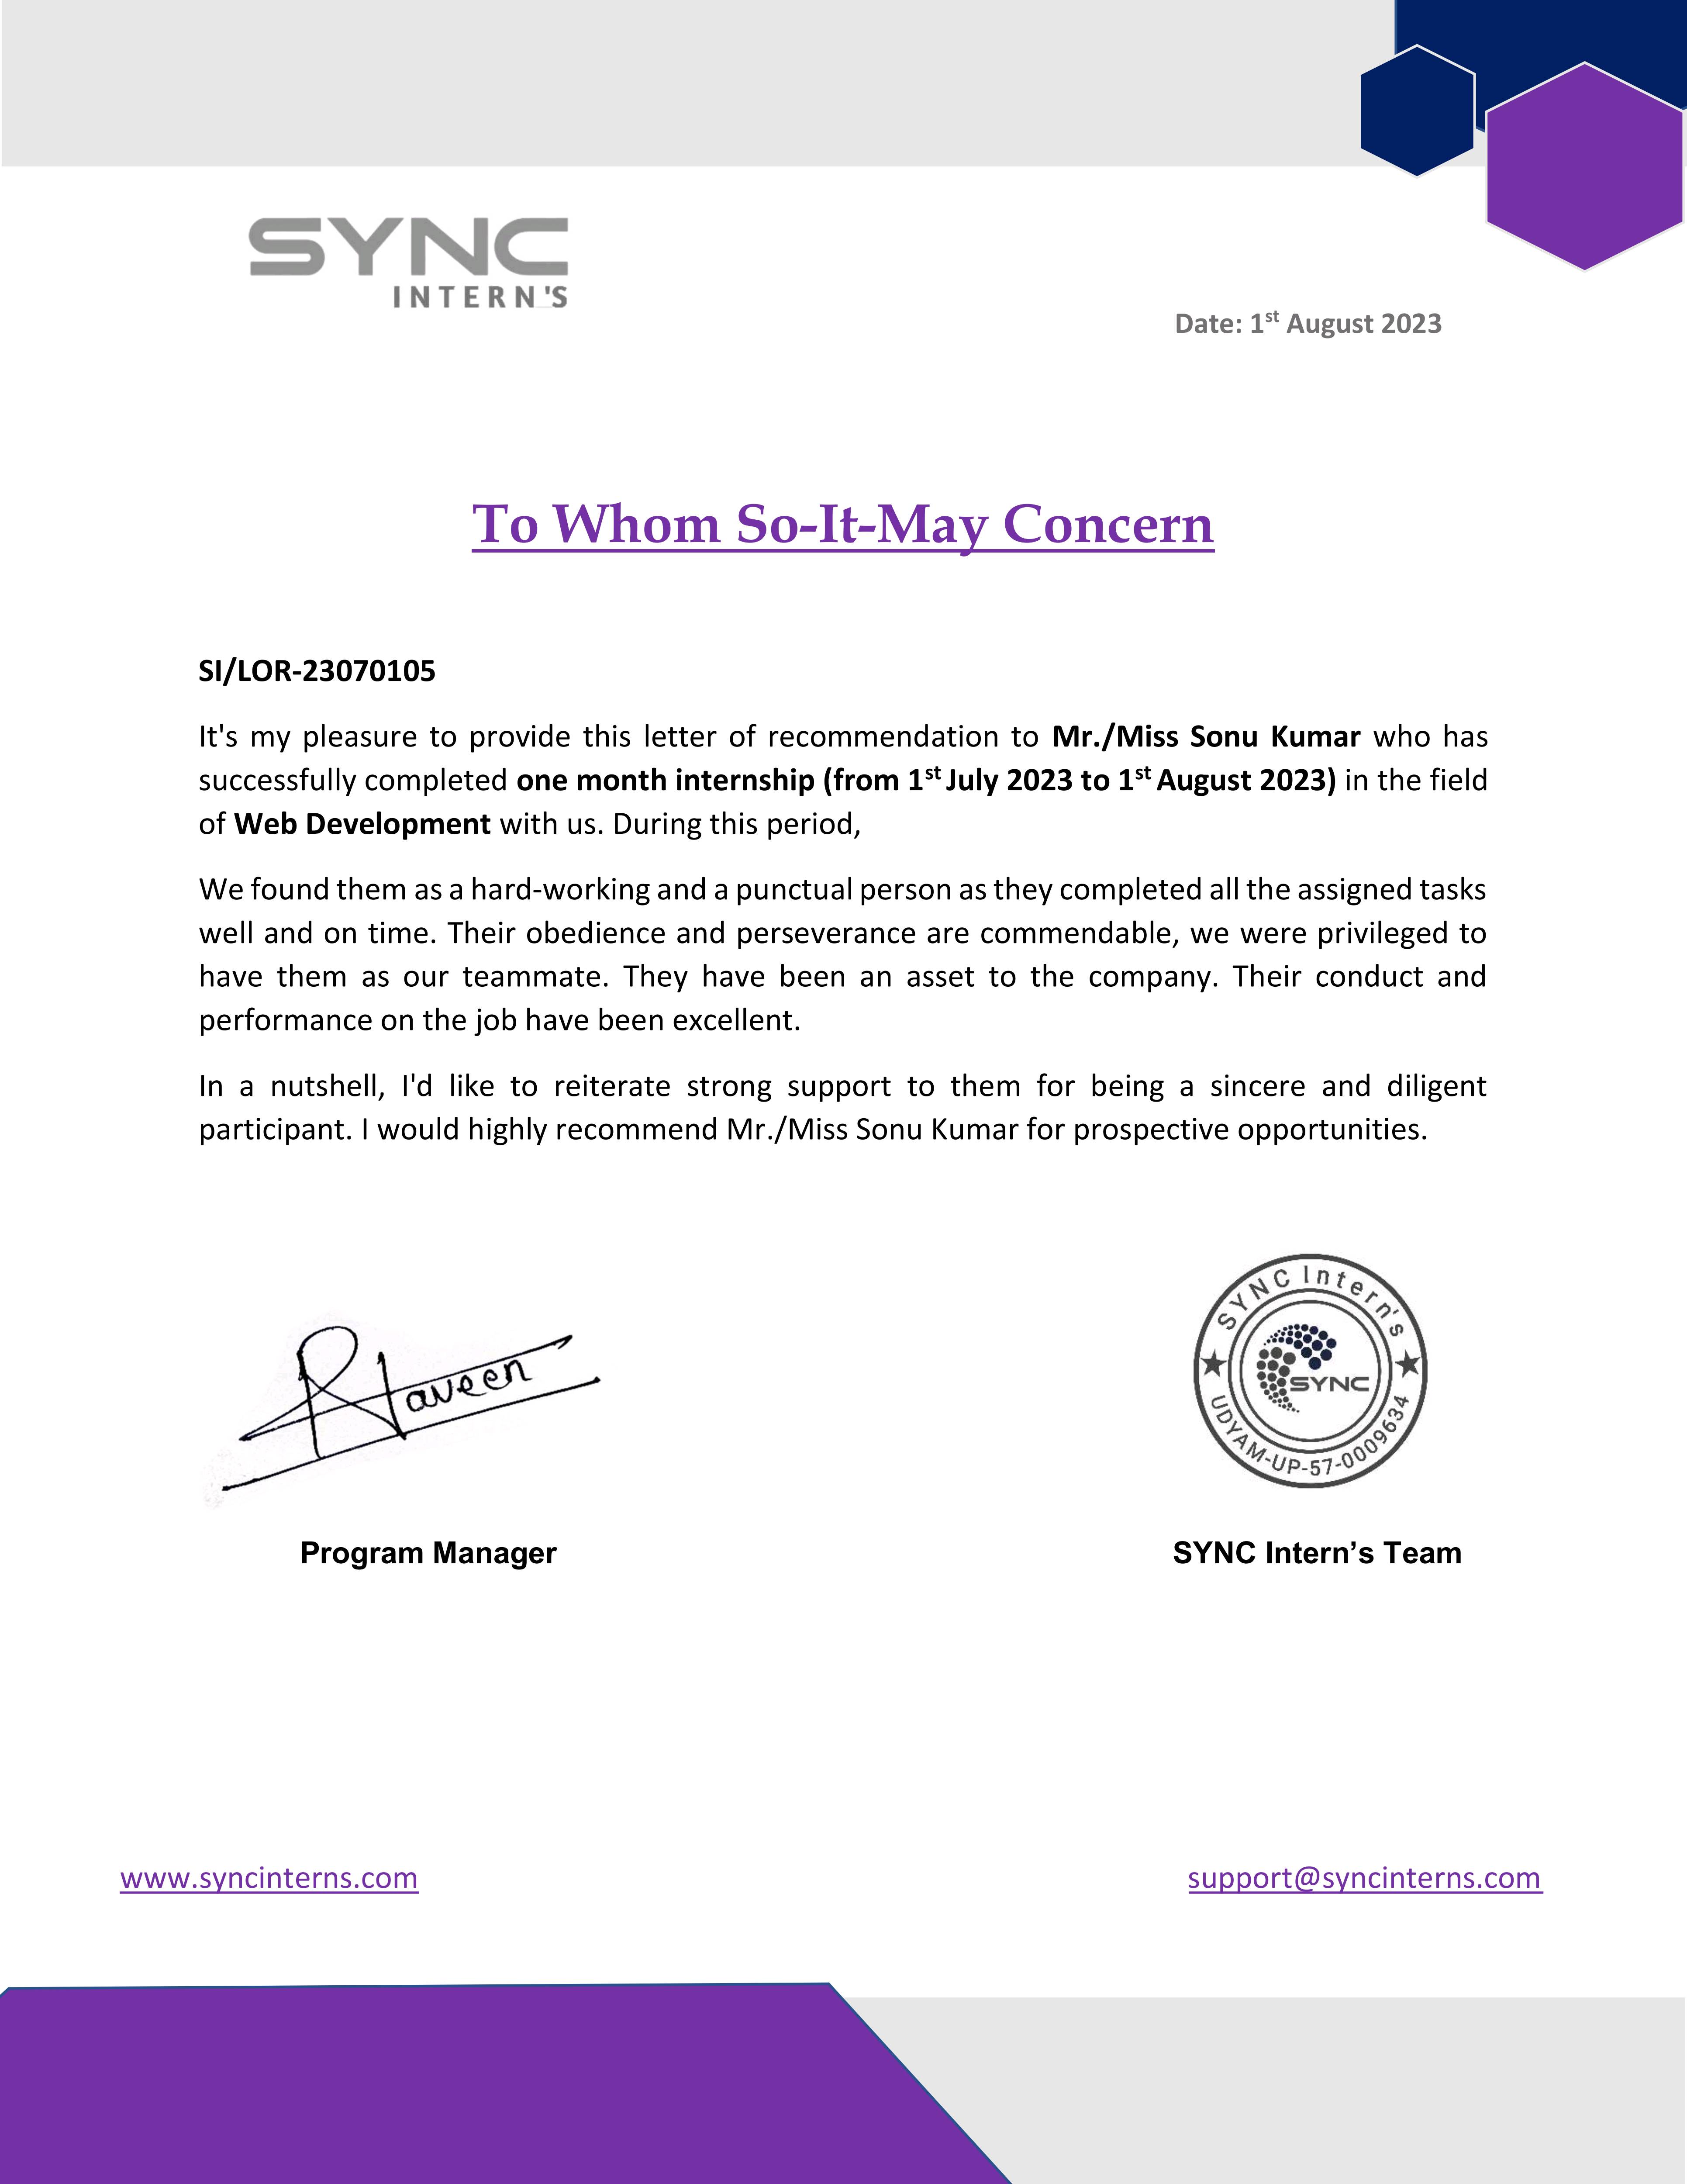 SYNC
INTERN'S
Date: 1st August 2023
To Whom So-It-May Concern
SI/LOR-23070105
It's my pleasure to provide this letter of recommendation to Mr./Miss Sonu Kumar who has
successfully completed one month internship (from 1st July 2023 to 1st August 2023) in the field
of Web Development with us. During this period,
We found them as a hard-working and a punctual person as they completed all the assigned tasks
well and on time. Their obedience and perseverance are commendable, we were privileged to
have them as our teammate. They have been an asset to the company. Their conduct and
performance on the job have been excellent.
In a nutshell, I'd like to reiterate strong support to them for being a sincere and diligent
participant. I would highly recommend Mr./Miss Sonu Kumar for prospective opportunities.
SYNC Intern's
SYNC
UDYAM-UP-57-0009634
Program Manager
SYNC Intern’s Team
www.syncinterns.com
support@syncinterns.com